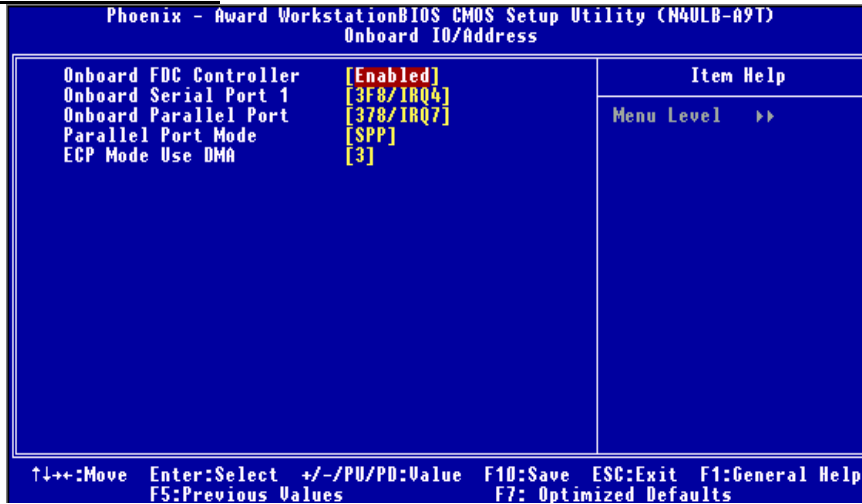 Phoenix - Award WorkstationBIOS CMOS Setup Utility (N4ULB-A9T)
Onboard IO/Address
Onboard FDC Controller [Enabled]
Onboard Serial Port 1 [3F8/IRQ4]
Onboard Parallel Port [378/IRQ7]
Parallel Port Mode [SPP]
ECP Mode Use DMA [3]
Item Help
Menu Level ▸▸
↑↓→←:Move Enter:Select +/-/PU/PD:Value F10:Save ESC:Exit F1:General Help
F5:Previous Values F7: Optimized Defaults